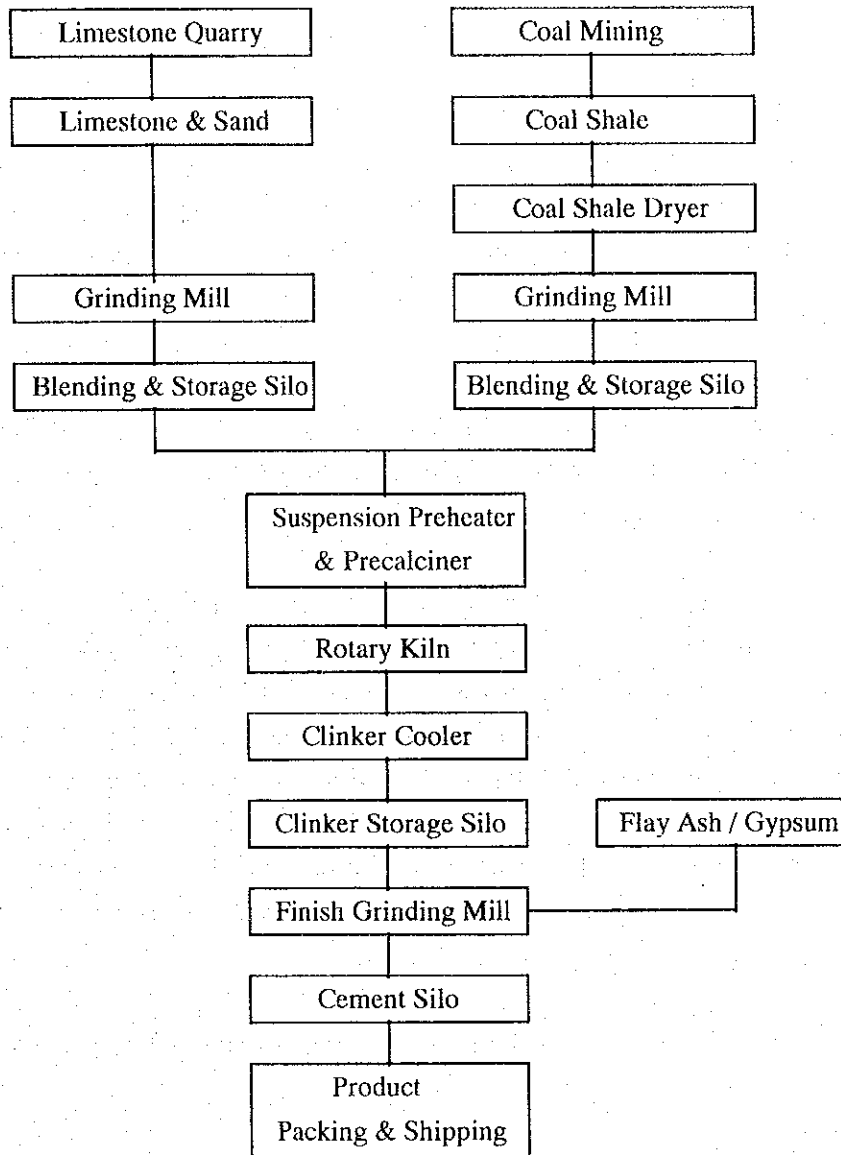 Limestone Quarry
Coal Mining
Limestone & Sand
Coal Shale
Coal Shale Dryer
Grinding Mill
Grinding Mill
Blending & Storage Silo
Blending & Storage Silo
Suspension Preheater
& Precalciner
Rotary Kiln
Clinker Cooler
Clinker Storage Silo
Flay Ash / Gypsum
Finish Grinding Mill
Cement Silo
Product
Packing & Shipping